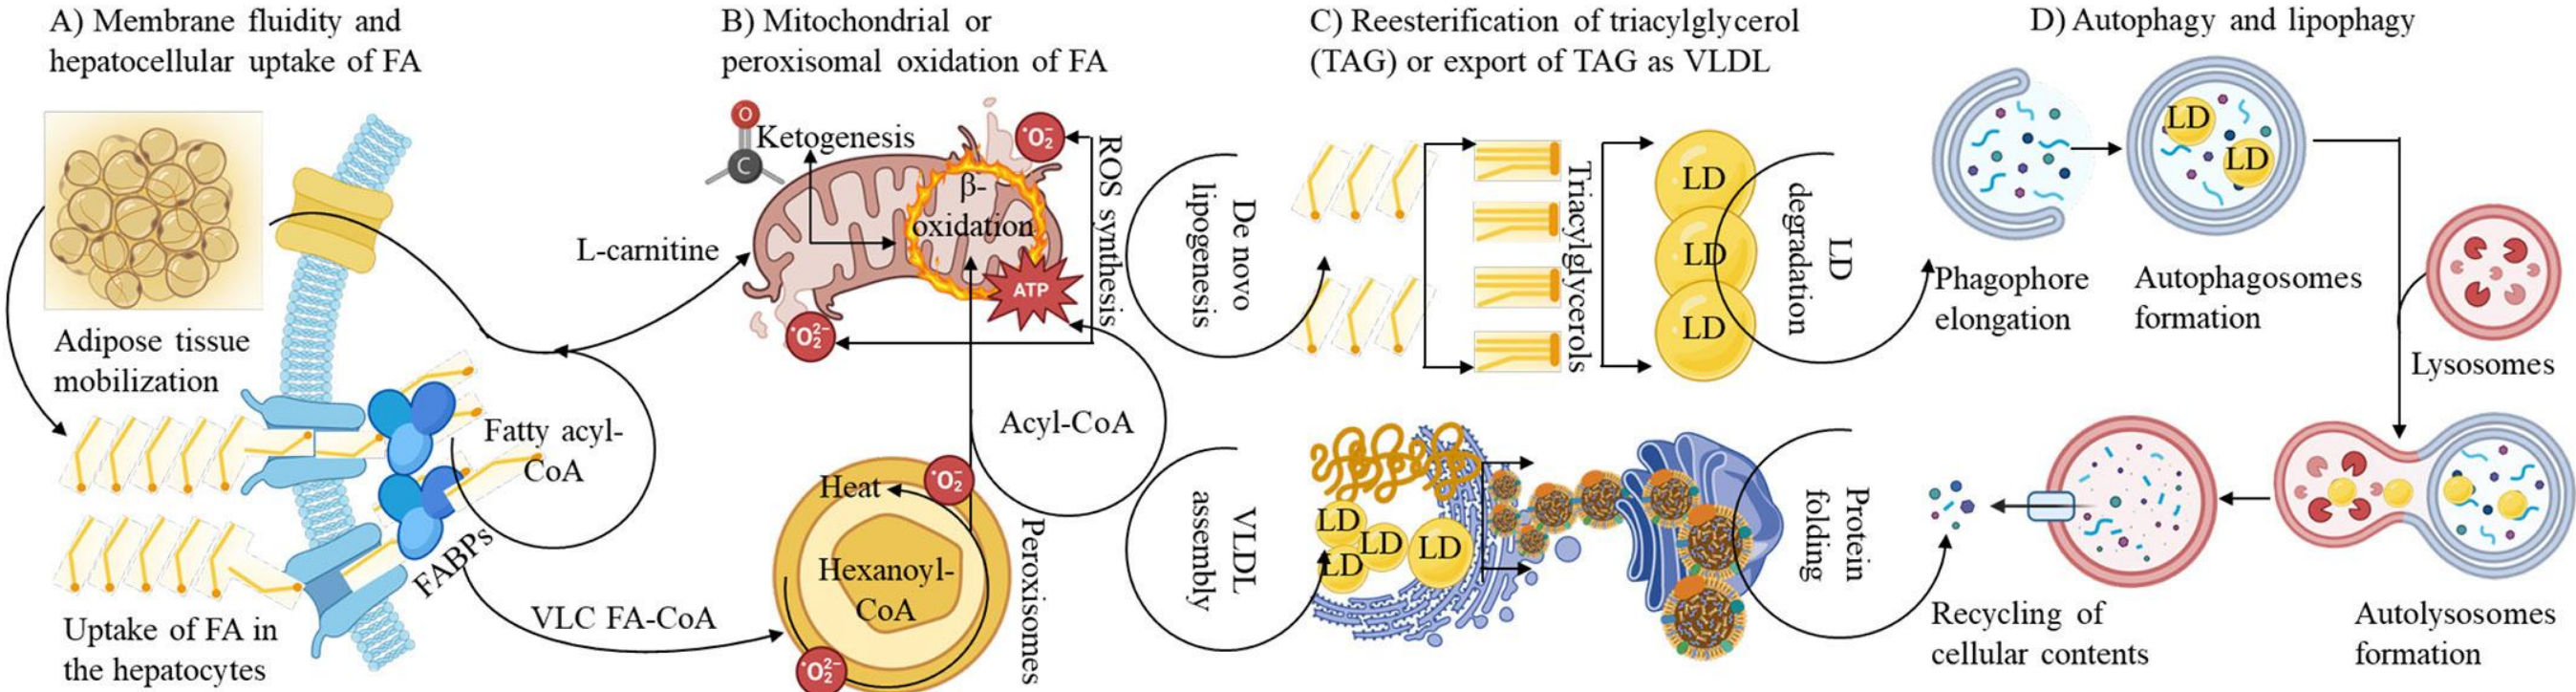 A) Membrane fluidity and
hepatocellular uptake of FA
Adipose tissue
mobilization
Fatty acyl-
CoA
FABPs
Uptake of FA in
the hepatocytes
L-carnitine
VLC FA-CoA
B) Mitochondrial or
peroxisomal oxidation of FA
O
C
Ketogenesis
β-
oxidation
ATP
•O₂⁻
•O₂²⁻
ROS synthesis
Acyl-CoA
•O₂⁻
Heat
Hexanoyl-
CoA
•O₂²⁻
Peroxisomes
C) Reesterification of triacylglycerol
(TAG) or export of TAG as VLDL
De novo
lipogenesis
Triacylglycerols
LD
LD
LD
LD
degradation
VLDL
assembly
LD
LD
LD
LD
Protein
folding
D) Autophagy and lipophagy
LD
LD
Phagophore
elongation
Autophagosomes
formation
Lysosomes
Recycling of
cellular contents
Autolysosomes
formation